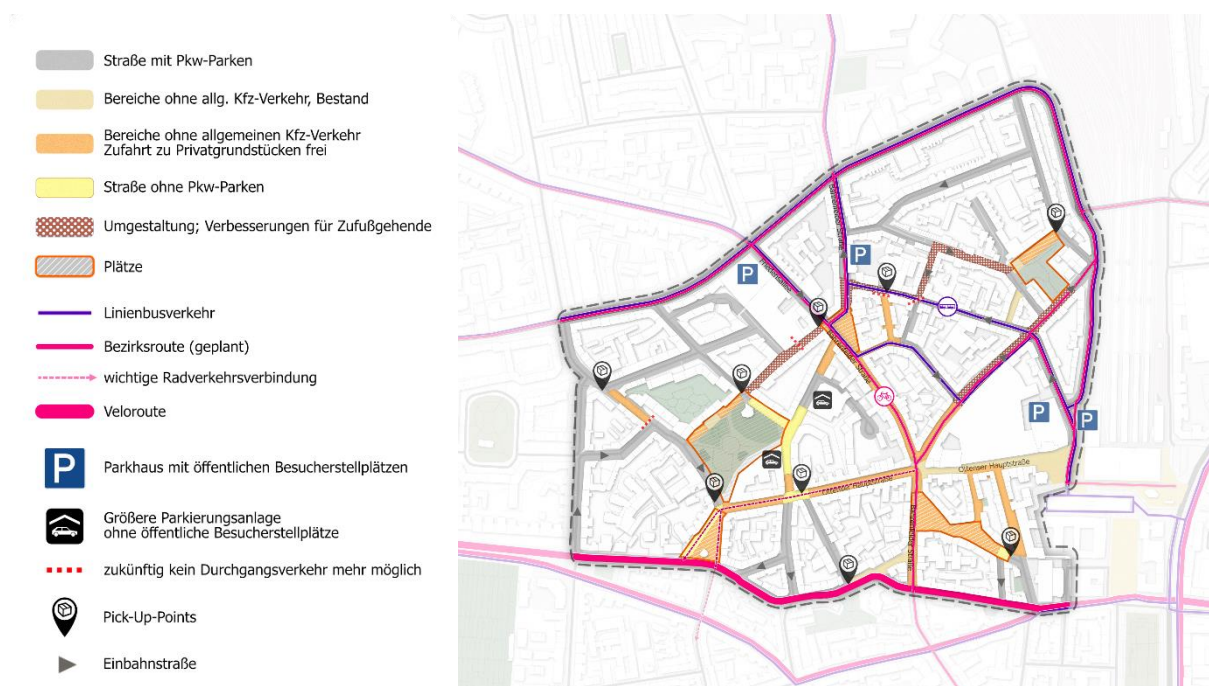 Straße mit Pkw-Parken
Bereiche ohne allg. Kfz-Verkehr, Bestand
Bereiche ohne allgemeinen Kfz-Verkehr
Zufahrt zu Privatgrundstücken frei
Straße ohne Pkw-Parken
Umgestaltung; Verbesserungen für Zufußgehende
Plätze
Linienbusverkehr
Bezirksroute (geplant)
wichtige Radverkehrsverbindung
Veloroute
P
Parkhaus mit öffentlichen Besucherstellplätzen
Größere Parkierungsanlage
ohne öffentliche Besucherstellplätze
zukünftig kein Durchgangsverkehr mehr möglich
Pick-Up-Points
Einbahnstraße
P
P
P
P
Ottenser Hauptstraße